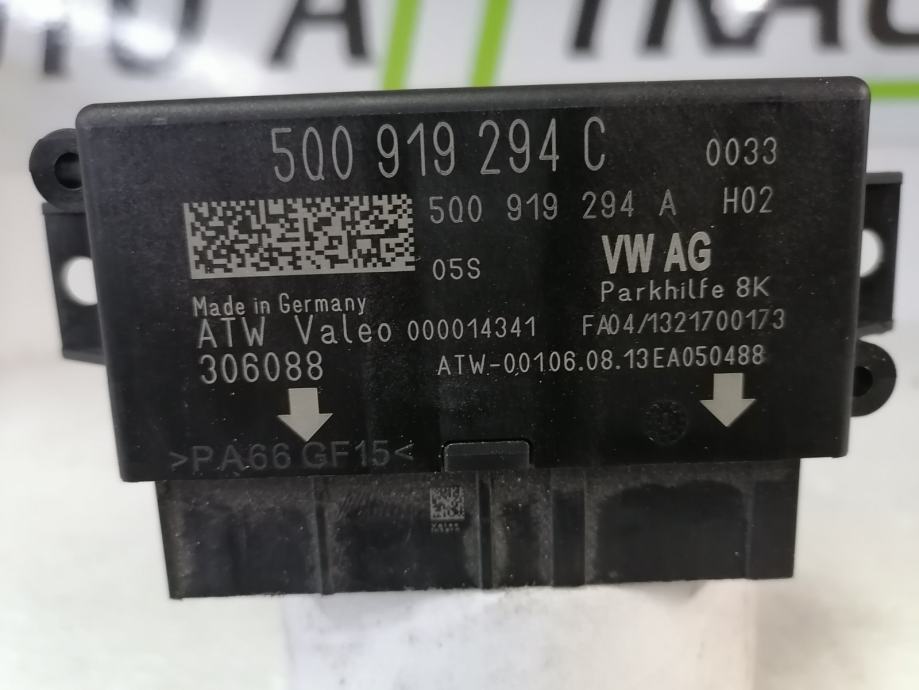 5Q0 919 294 C 0033
5Q0 919 294 A H02
05S VW AG
Parkhilfe 8K
Made in Germany
ATW Valeo 000014341 FA04/1321700173
306088 ATW-00106.08.13EA050488
>PA66 GF15<
Valeo